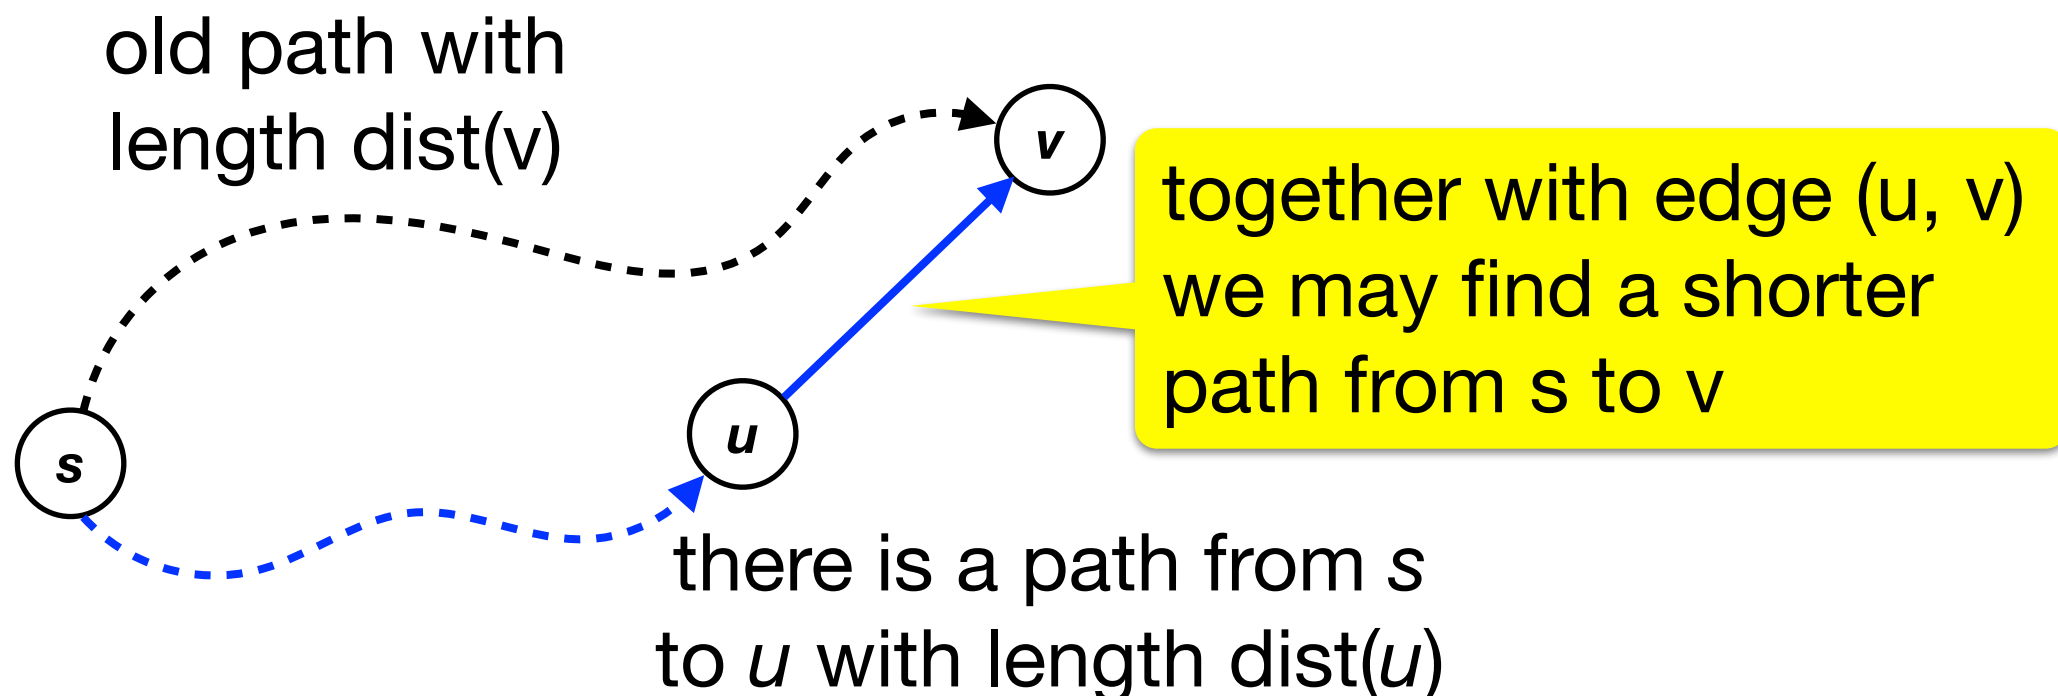 old path with
length dist(v)
v
together with edge (u, v)
we may find a shorter
path from s to v
u
s
there is a path from s
to u with length dist(u)